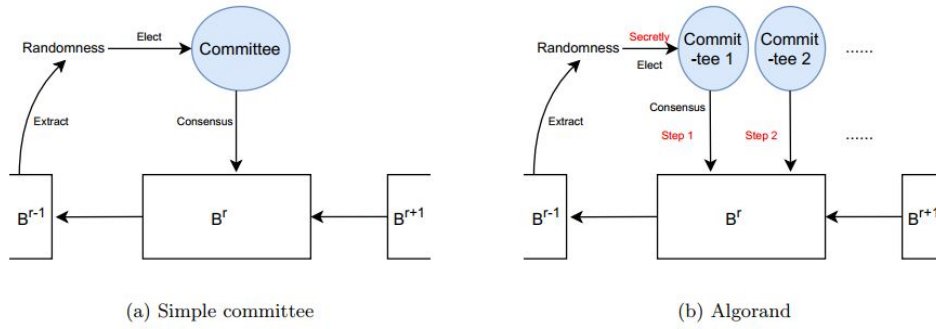 Randomness
Elect
Committee
Extract
Consensus
B^{r-1}
B^{r}
B^{r+1}
(a) Simple committee
Randomness
Secretly
Elect
Commit
-tee 1
Commit
-tee 2
......
Extract
Consensus
Step 1
Step 2
......
B^{r-1}
B^{r}
B^{r+1}
(b) Algorand